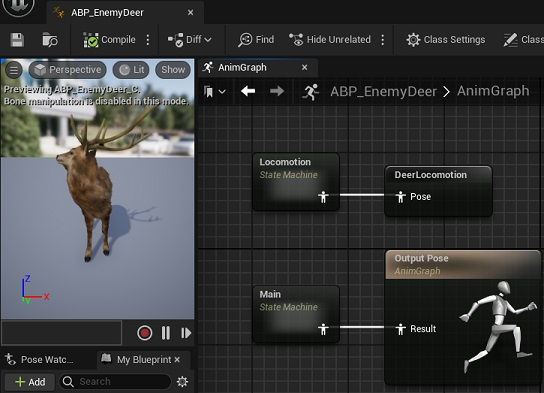 ABP_EnemyDeer
Compile
Diff
Find
Hide Unrelated
Class Settings
Class
Perspective
Lit
Show
Previewing ABP_EnemyDeer_C.
Bone manipulation is disabled in this mode.
AnimGraph
ABP_EnemyDeer > AnimGraph
Locomotion
State Machine
DeerLocomotion
Pose
Output Pose
AnimGraph
Main
State Machine
Result
Z
X
Pose Watc...
My Blueprint
+ Add
Search